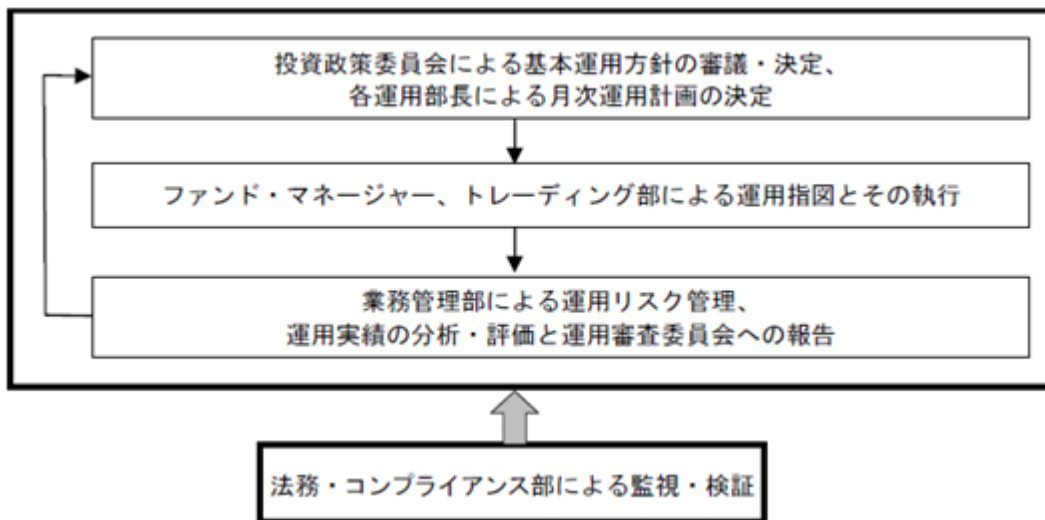 投資政策委員会による基本運用方針の審議・決定、
各運用部長による月次運用計画の決定
ファンド・マネージャー、トレーディング部による運用指図とその執行
業務管理部による運用リスク管理、
運用実績の分析・評価と運用審査委員会への報告
法務・コンプライアンス部による監視・検証